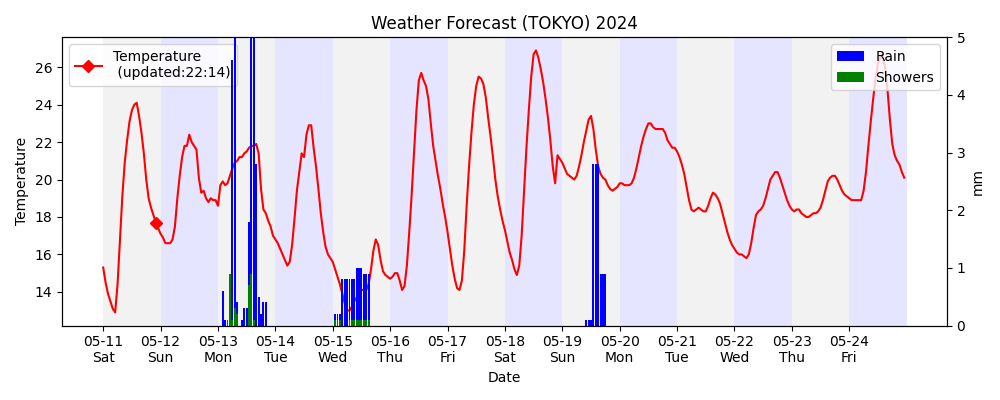 Weather Forecast (TOKYO) 2024
Temperature
(updated:22:14)
Rain
Showers
Temperature
26
24
22
20
18
16
14
5
4
3
2
1
0
mm
05-11 05-12 05-13 05-14 05-15 05-16 05-17 05-18 05-19 05-20 05-21 05-22 05-23 05-24
Sat Sun Mon Tue Wed Thu Fri Sat Sun Mon Tue Wed Thu Fri
Date